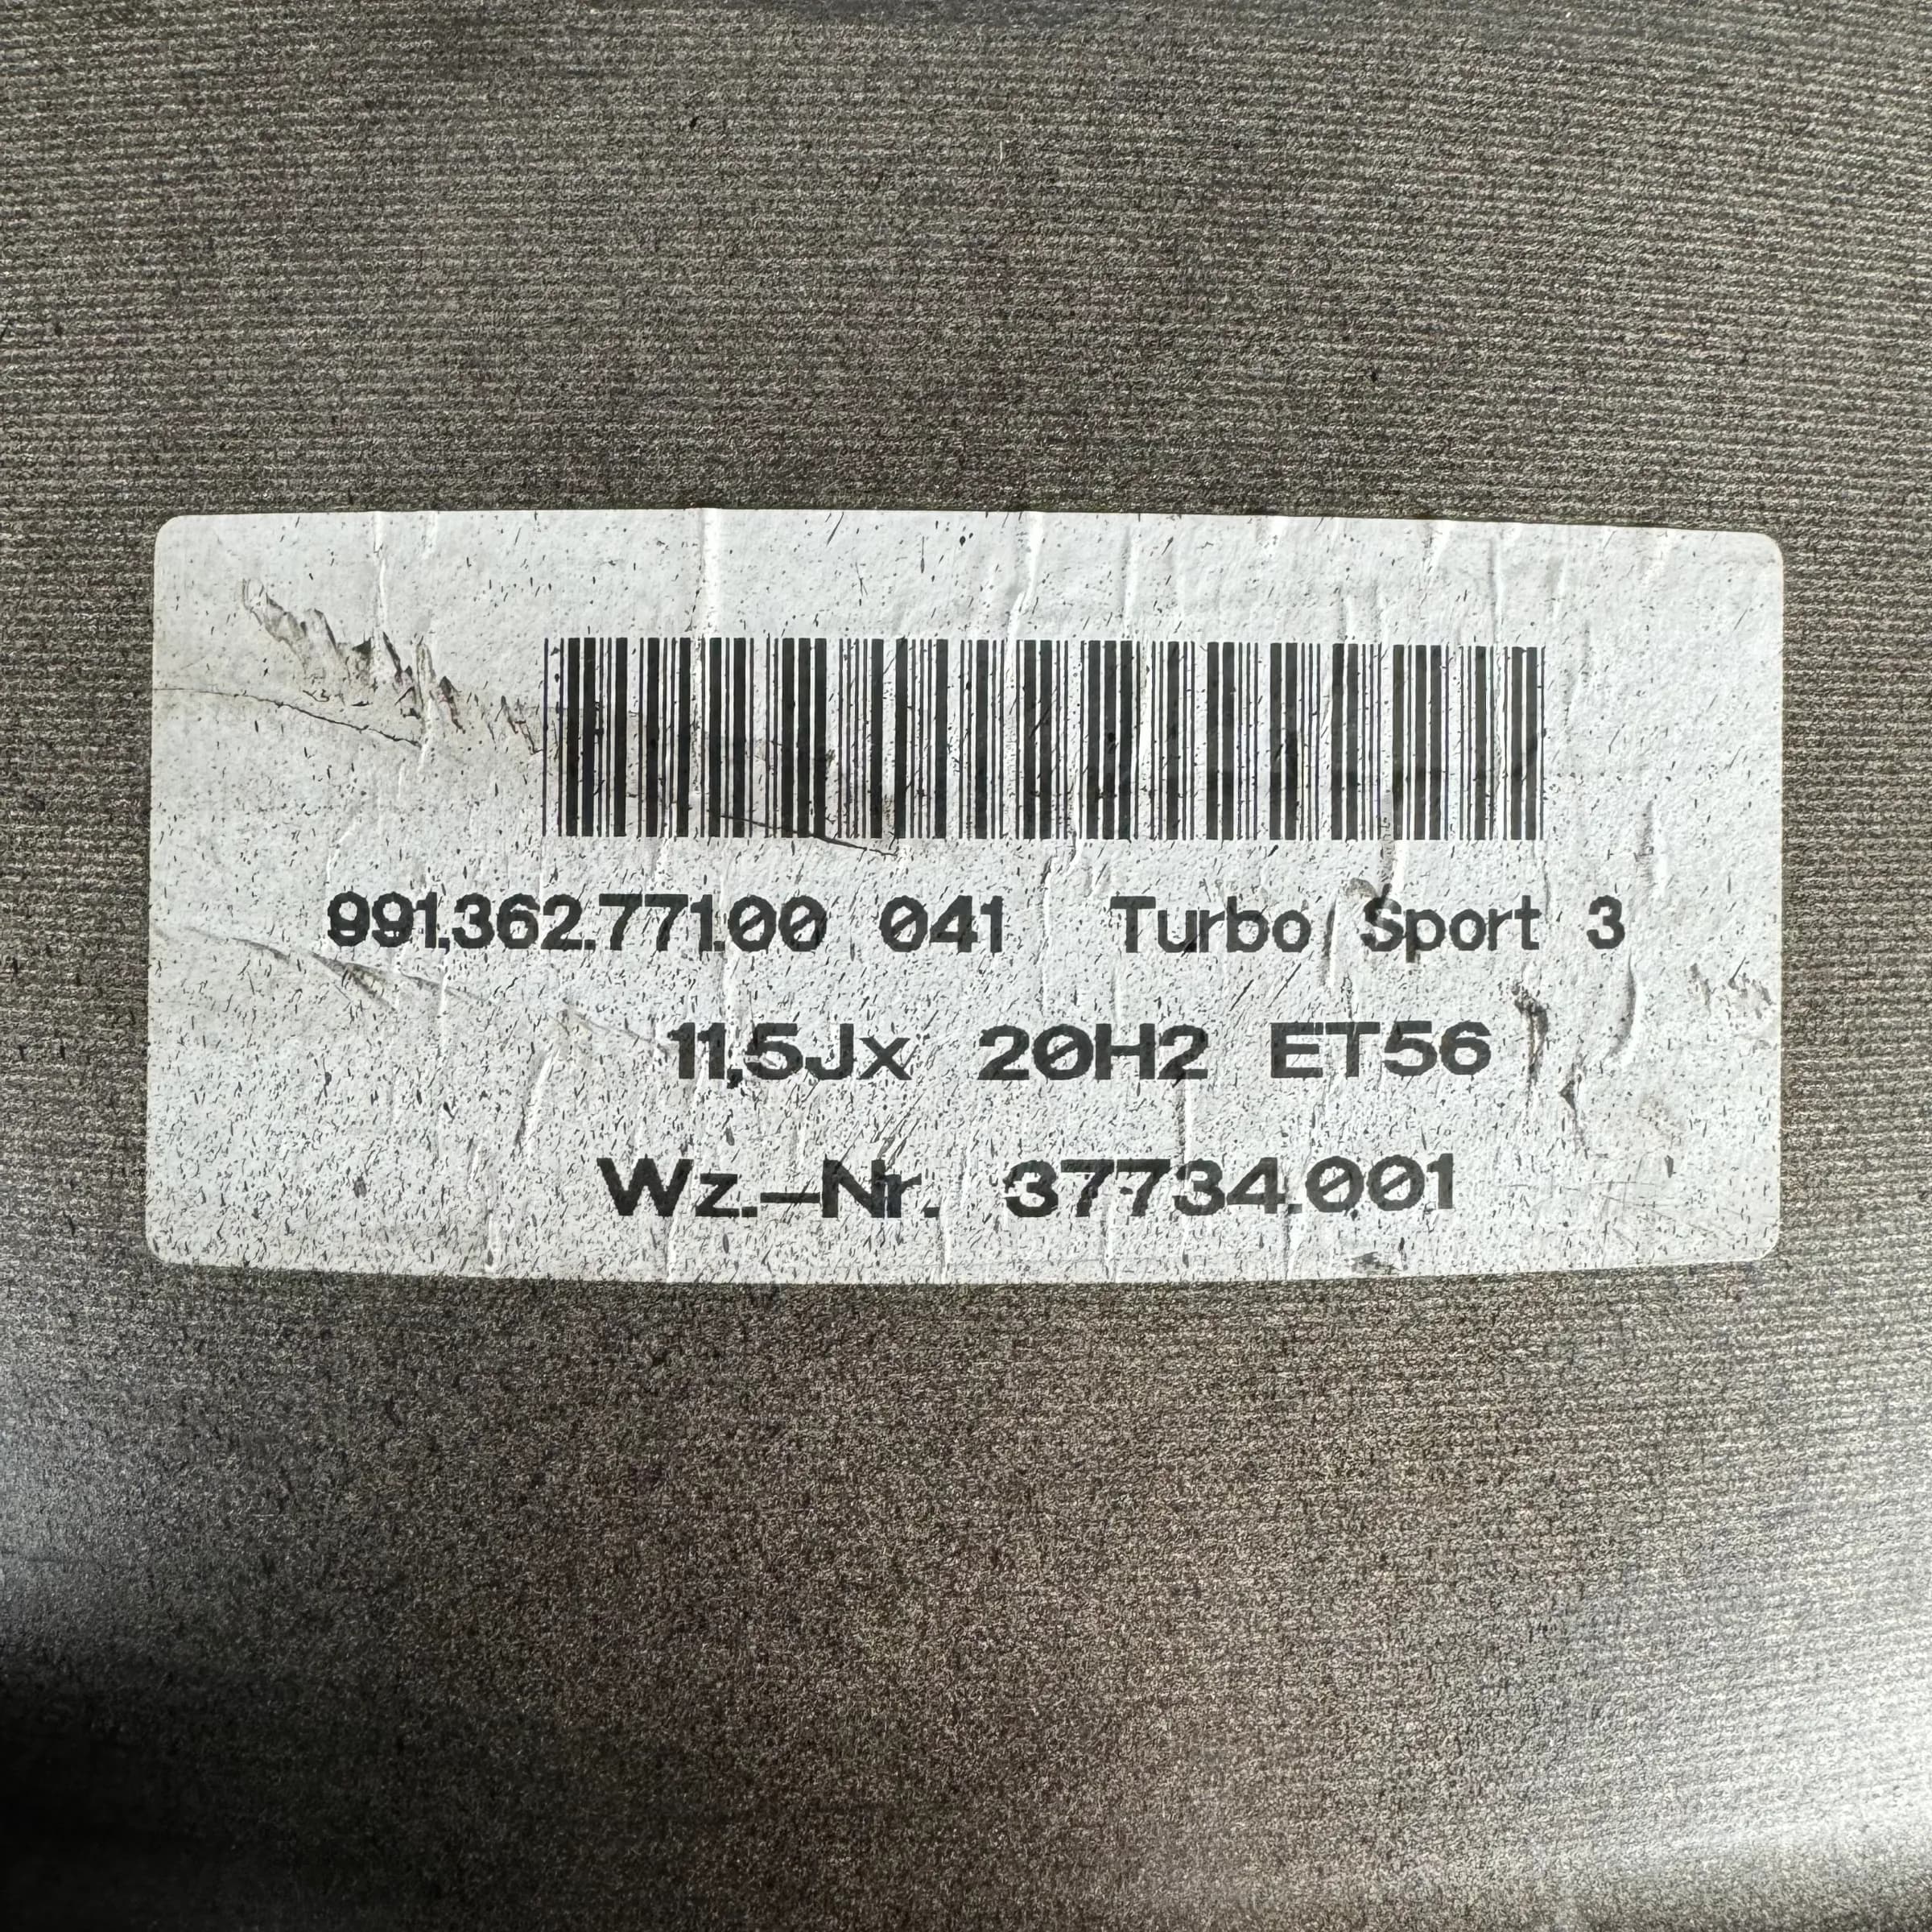 991.362.771.00 041 Turbo Sport 3
11,5Jx 20H2 ET56
Wz.-Nr. 37734.001